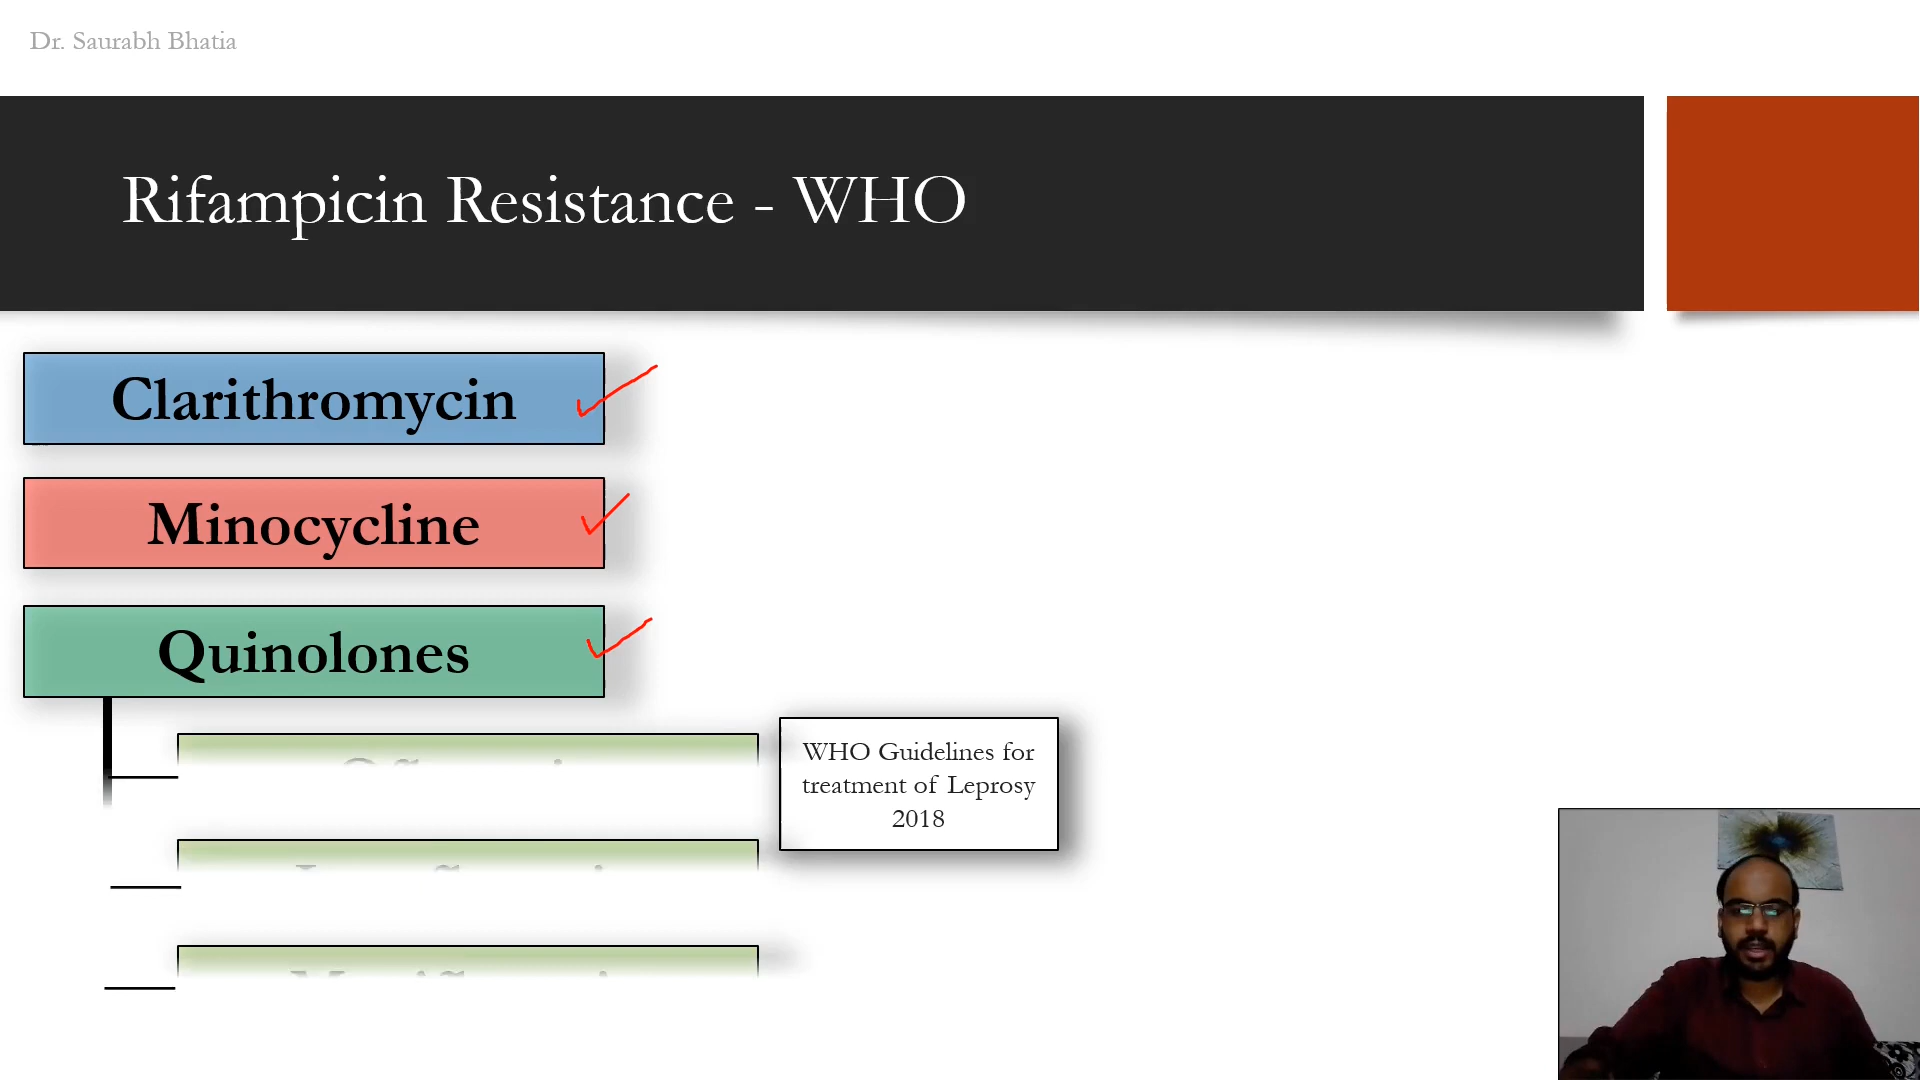 Dr. Saurabh Bhatia
Rifampicin Resistance - WHO
Clarithromycin
Minocycline
Quinolones
WHO Guidelines for
treatment of Leprosy
2018